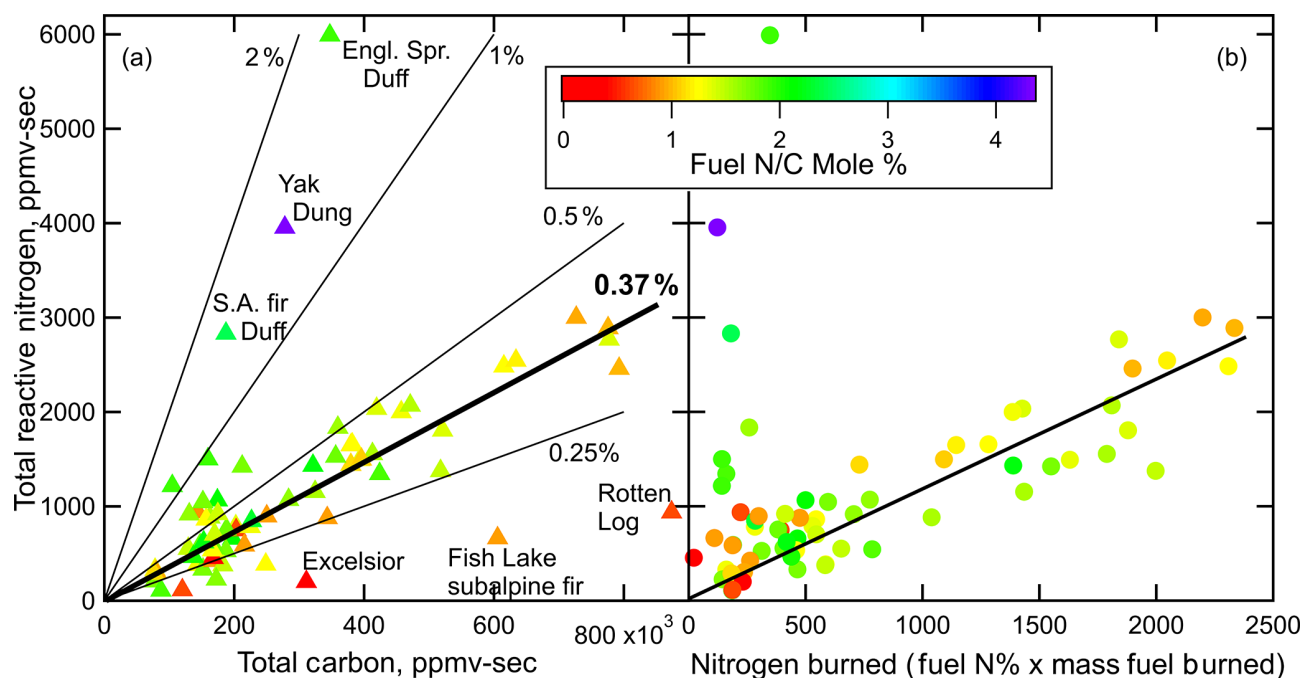 (a)
(b)
2 %
1%
0.5 %
0.37 %
0.25%
Engl. Spr.
Duff
Yak
Dung
S.A. fir
Duff
Excelsior
Fish Lake
subalpine fir
Rotten
Log
Total reactive nitrogen, ppmv-sec
6000
5000
4000
3000
2000
1000
0
0
200
400
600
800 x10³
Total carbon, ppmv-sec
0
1
2
3
4
Fuel N/C Mole %
0
500
1000
1500
2000
2500
Nitrogen burned (fuel N% x mass fuel burned)